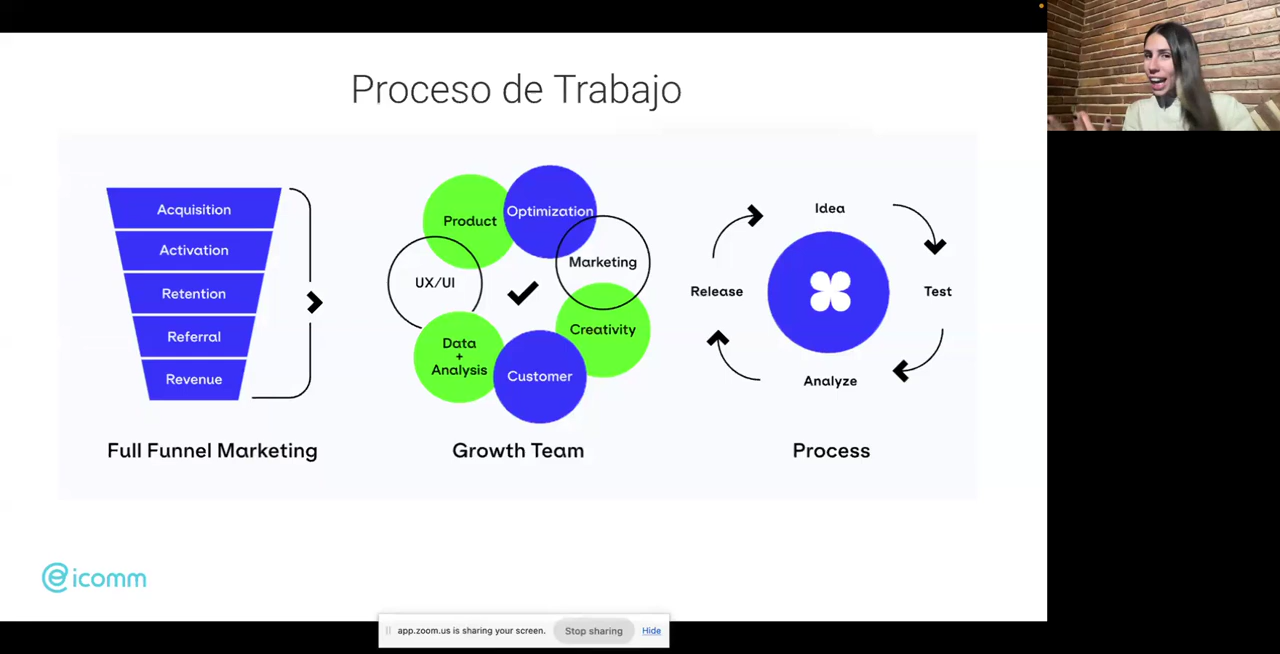 Proceso de Trabajo
Acquisition
Activation
Retention
Referral
Revenue
Full Funnel Marketing
Product
Optimization
UX/UI
Marketing
Data
+
Analysis
Creativity
Customer
Growth Team
Idea
Release
Test
Analyze
Process
@icomm
app.zoom.us is sharing your screen.
Stop sharing
Hide